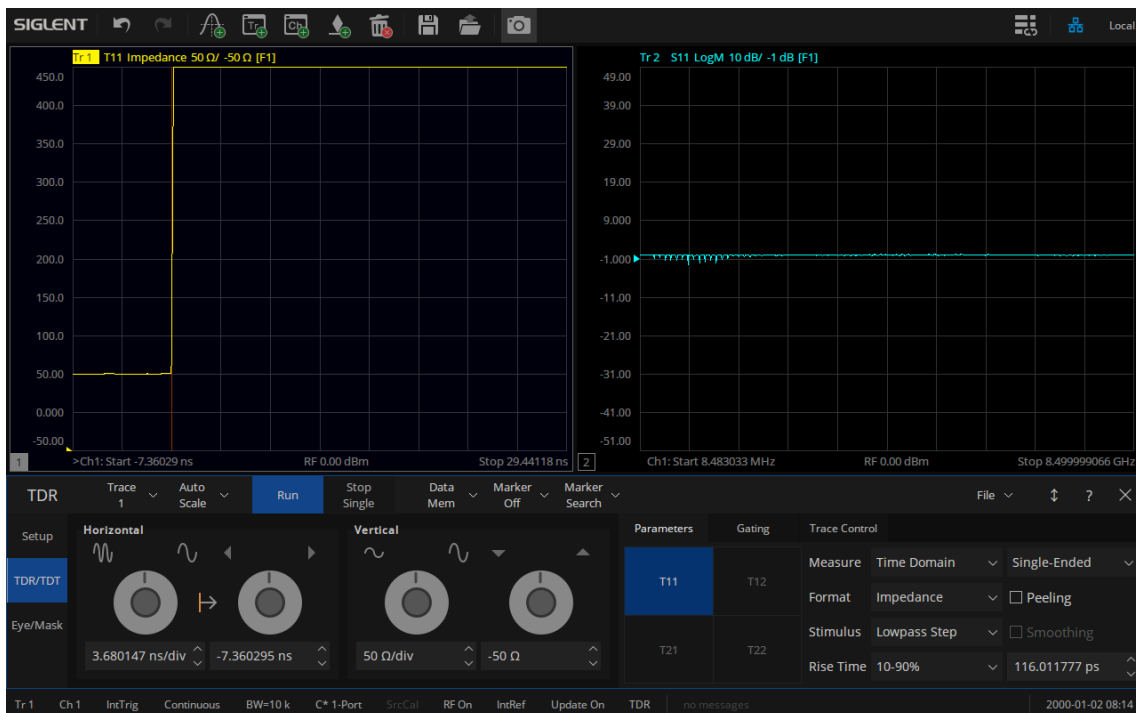 SIGLENT Tr Ch Local
Tr 1 T11 Impedance 50 Ω/ -50 Ω [F1]
450.0
400.0
350.0
300.0
250.0
200.0
150.0
100.0
50.00
0.000
-50.00
1 >Ch1: Start -7.36029 ns RF 0.00 dBm Stop 29.44118 ns
Tr 2 S11 LogM 10 dB/ -1 dB [F1]
49.00
39.00
29.00
19.00
9.000
-1.000
-11.00
-21.00
-31.00
-41.00
-51.00
2 Ch1: Start 8.483033 MHz RF 0.00 dBm Stop 8.499999066 GHz
TDR Trace 1 Auto Scale Run Stop Single Data Mem Marker Off Marker Search File ?
Setup
TDR/TDT
Eye/Mask
Horizontal
3.680147 ns/div -7.360295 ns
Vertical
50 Ω/div -50 Ω
Parameters Gating Trace Control
T11 T12
T21 T22
Measure Time Domain Single-Ended
Format Impedance Peeling
Stimulus Lowpass Step Smoothing
Rise Time 10-90% 116.011777 ps
Tr 1 Ch 1 IntTrig Continuous BW=10 k C* 1-Port SrcCal RF On IntRef Update On TDR no messages 2000-01-02 08:14